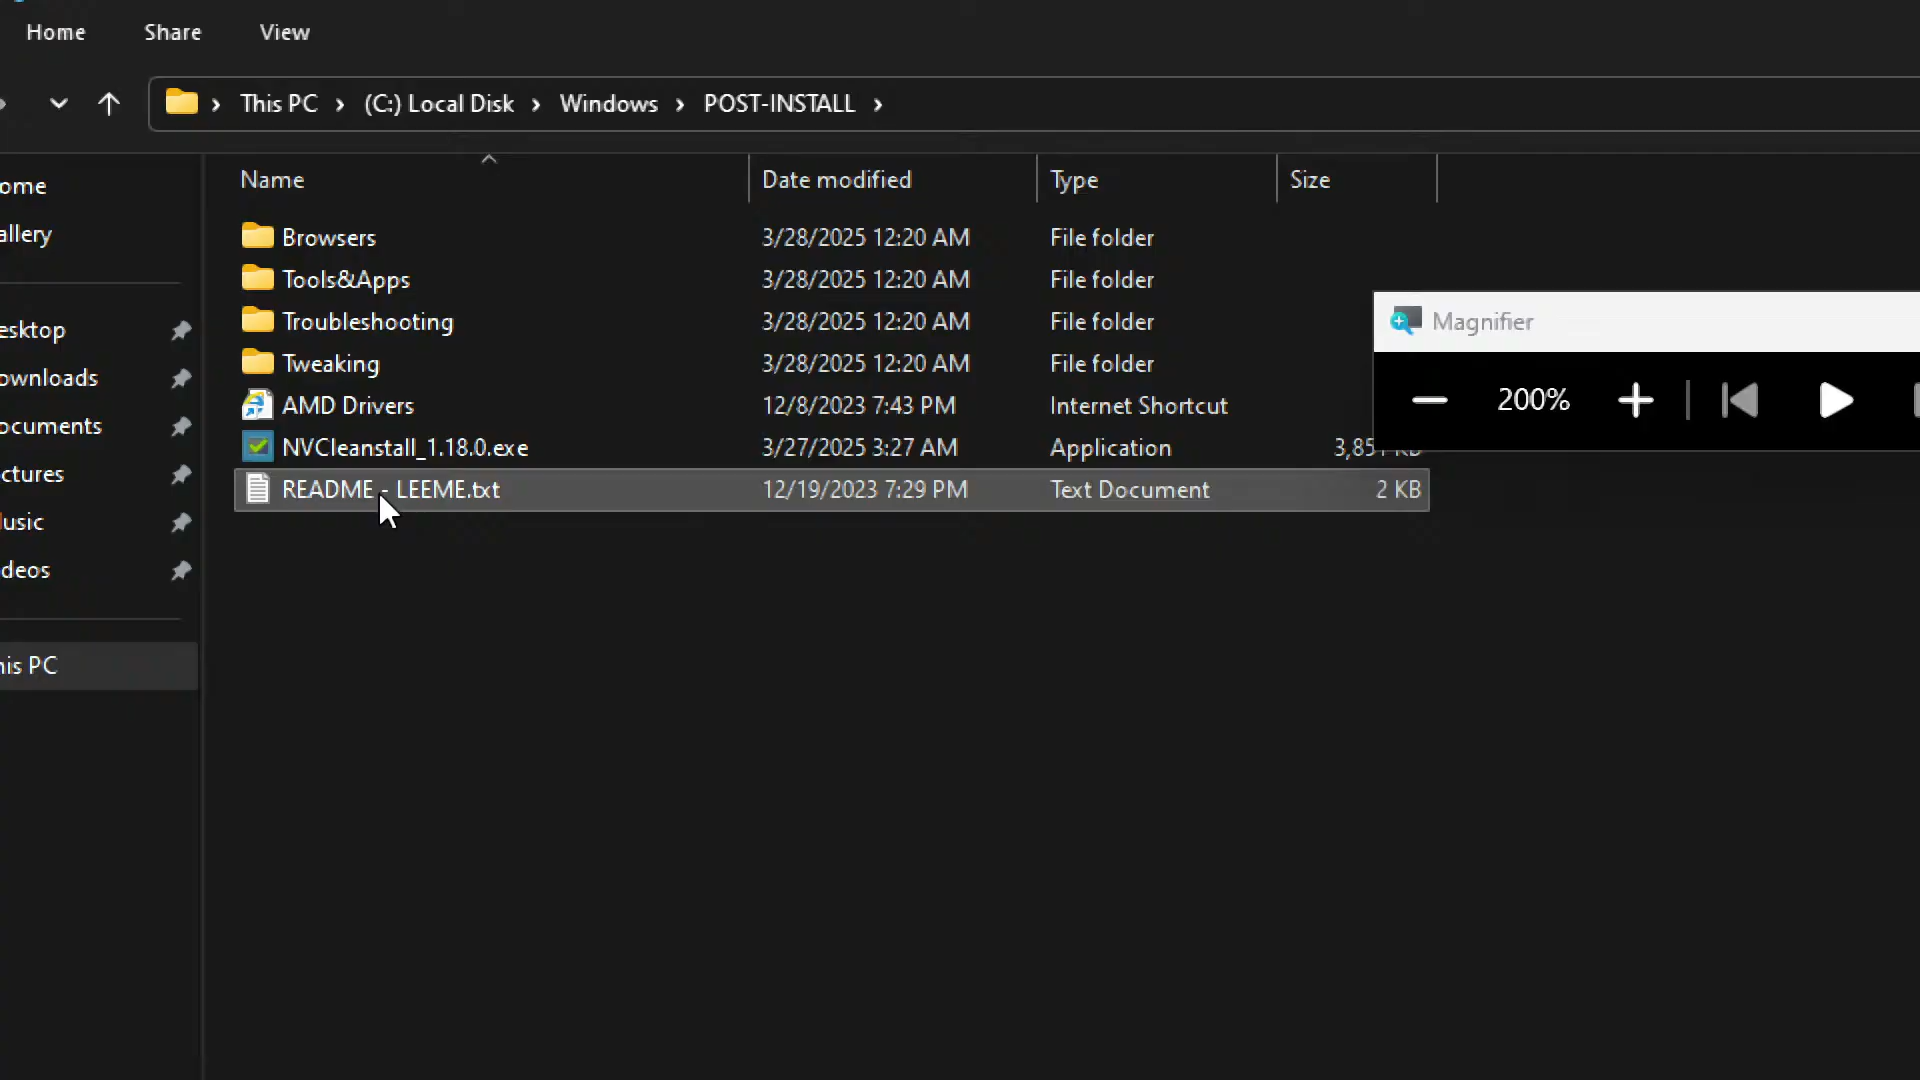 Home Share View
This PC (C:) Local Disk Windows POST-INSTALL
Name Date modified Type Size
ome
allery
esktop
ownloads
ocuments
ctures
usic
deos
his PC
Browsers 3/28/2025 12:20 AM File folder
Tools&Apps 3/28/2025 12:20 AM File folder
Troubleshooting 3/28/2025 12:20 AM File folder
Tweaking 3/28/2025 12:20 AM File folder
AMD Drivers 12/8/2023 7:43 PM Internet Shortcut
NVCleanstall_1.18.0.exe 3/27/2025 3:27 AM Application
README - LEEME.txt 12/19/2023 7:29 PM Text Document 2 KB
Magnifier
200%